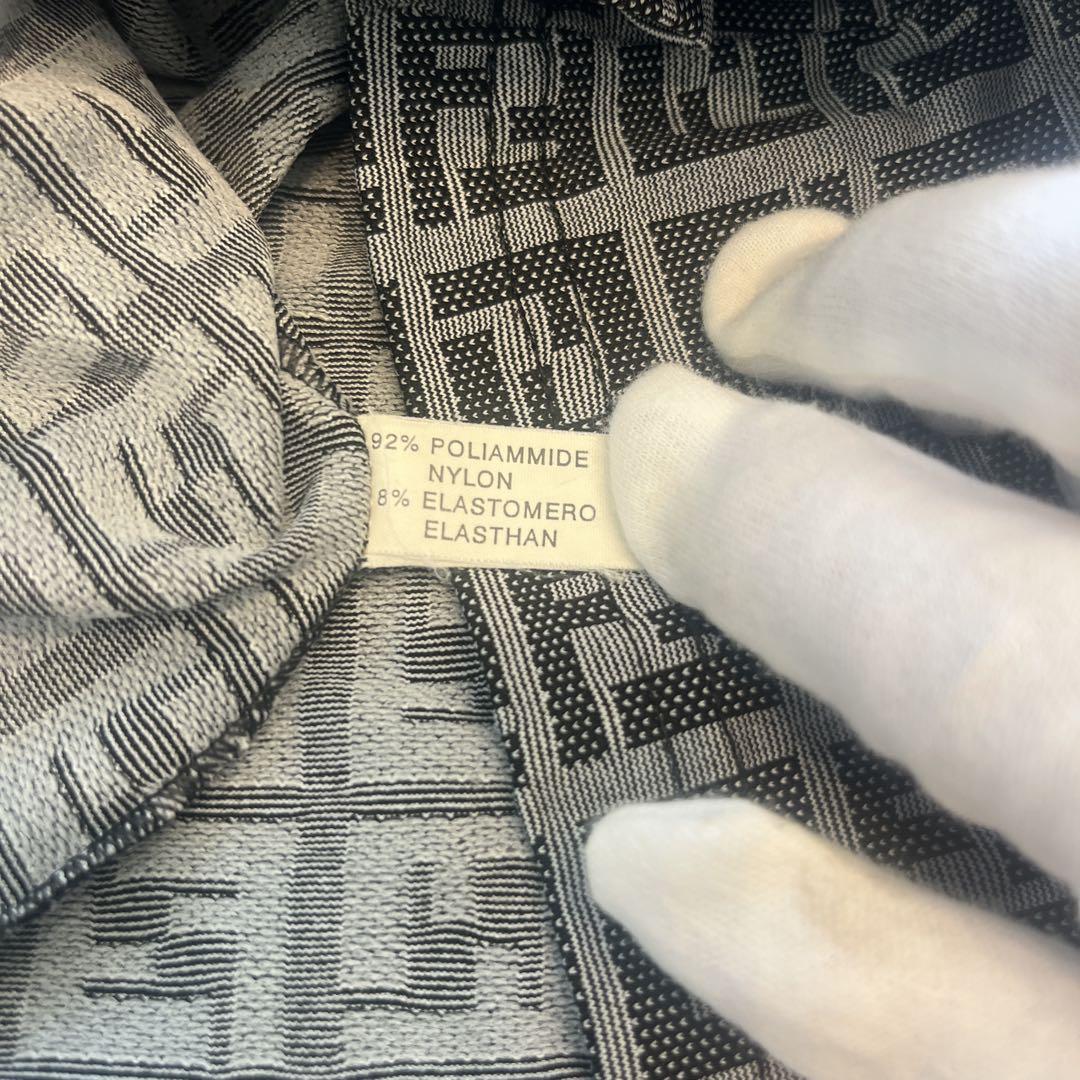 92% POLIAMMIDE
NYLON
8% ELASTOMERO
ELASTHAN